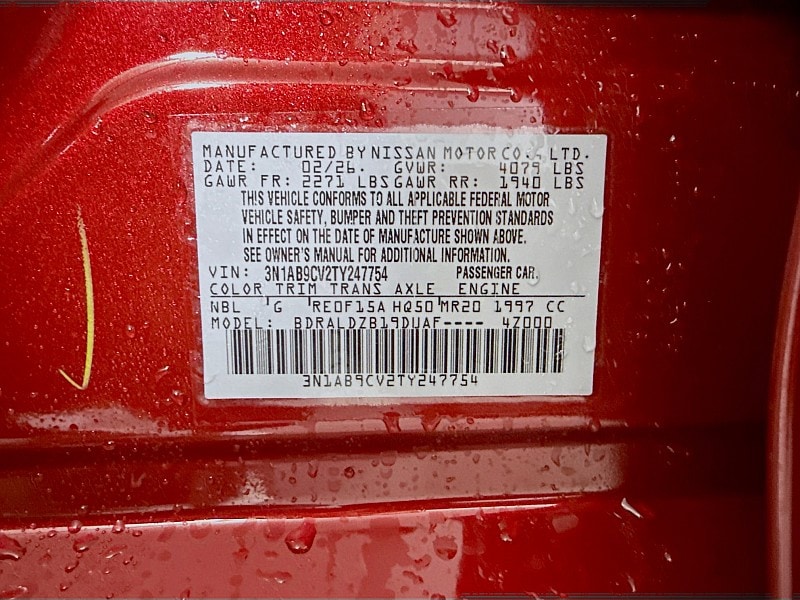 MANUFACTURED BY NISSAN MOTOR CO., LTD.
DATE: 02/26. GVWR: 4079 LBS
GAWR FR: 2271 LBS GAWR RR: 1940 LBS
THIS VEHICLE CONFORMS TO ALL APPLICABLE FEDERAL MOTOR
VEHICLE SAFETY, BUMPER AND THEFT PREVENTION STANDARDS
IN EFFECT ON THE DATE OF MANUFACTURE SHOWN ABOVE.
SEE OWNER'S MANUAL FOR ADDITIONAL INFORMATION.
VIN: 3N1AB9CV2TY247754 PASSENGER CAR.
COLOR TRIM TRANS AXLE ENGINE
NBL G RE0F15A HQ50 MR20 1997 CC
MODEL: BDRALDZB19DUAF---- 4Z000
3N1AB9CV2TY247754